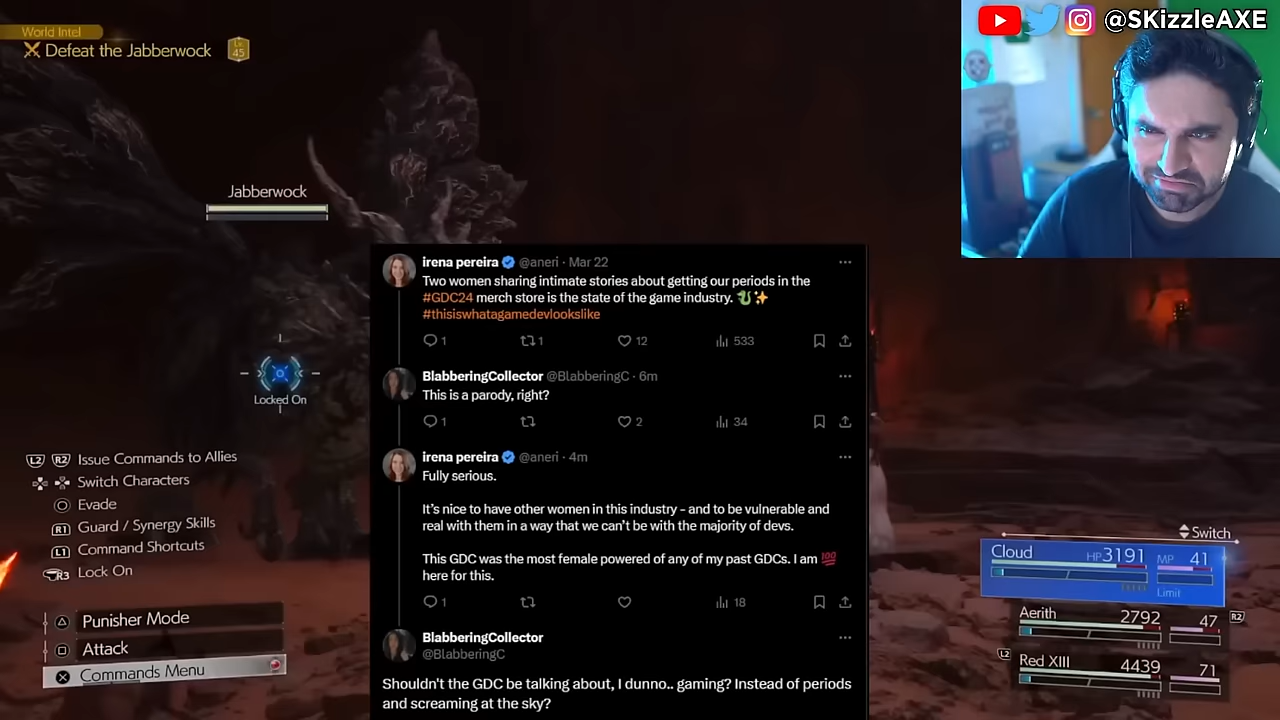 World Intel
Defeat the Jabberwock
Lv.
45
@SKizzleAXE
Jabberwock
Locked On
L2 R2 Issue Commands to Allies
Switch Characters
Evade
R1 Guard / Synergy Skills
L1 Command Shortcuts
R3 Lock On
Punisher Mode
Attack
Commands Menu
irena pereira @aneri · Mar 22
Two women sharing intimate stories about getting our periods in the
#GDC24 merch store is the state of the game industry.
#thisiswhatagamedevlookslike
1 1 12 533
BlabberingCollector @BlabberingC · 6m
This is a parody, right?
1 2 34
irena pereira @aneri · 4m
Fully serious.
It's nice to have other women in this industry - and to be vulnerable and
real with them in a way that we can't be with the majority of devs.
This GDC was the most female powered of any of my past GDCs. I am 💯
here for this.
1 18
BlabberingCollector
@BlabberingC
Shouldn't the GDC be talking about, I dunno.. gaming? Instead of periods
and screaming at the sky?
Switch
Cloud HP 3191 MP 41
Limit
Aerith 2792 47 R2
L2 Red XIII 4439 71